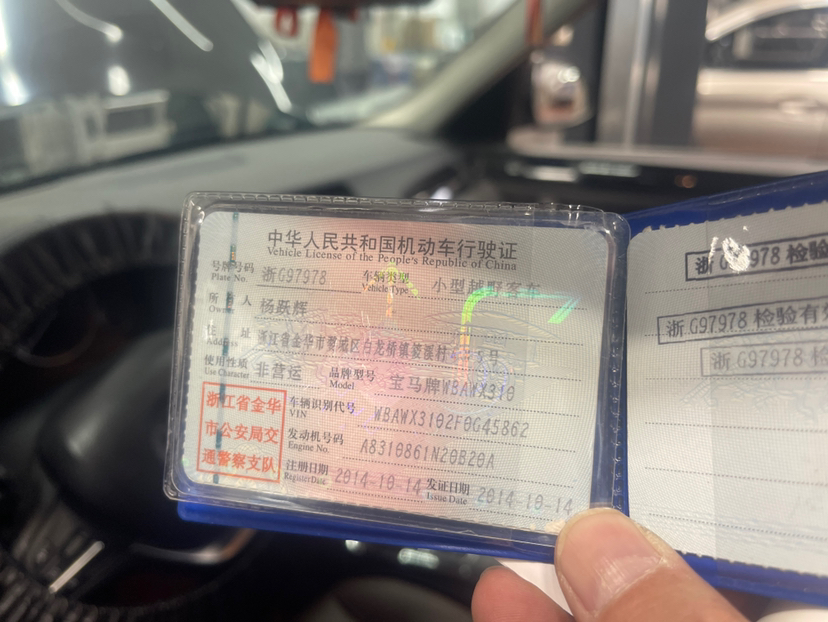 中华人民共和国机动车行驶证
Vehicle License of the People's Republic of China
号牌号码 浙G97978 车辆类型 小型越野客车
Plate No. Vehicle Type
所有人 杨跃辉
Owner
住址 浙江省金华市婺城区白龙桥镇 号
Address
使用性质 非营运 品牌型号 宝马牌WBAWX310
Use Character Model
浙江省金华
市公安局交
通警察支队
车辆识别代号 WBAWX3102F0G45862
VIN
发动机号码 A8310861N20B20A
Engine No.
注册日期 2014-10-14 发证日期 2014-10-14
Register Date Issue Date
浙 978 检验
浙G97978 检验有效
浙G97978 检